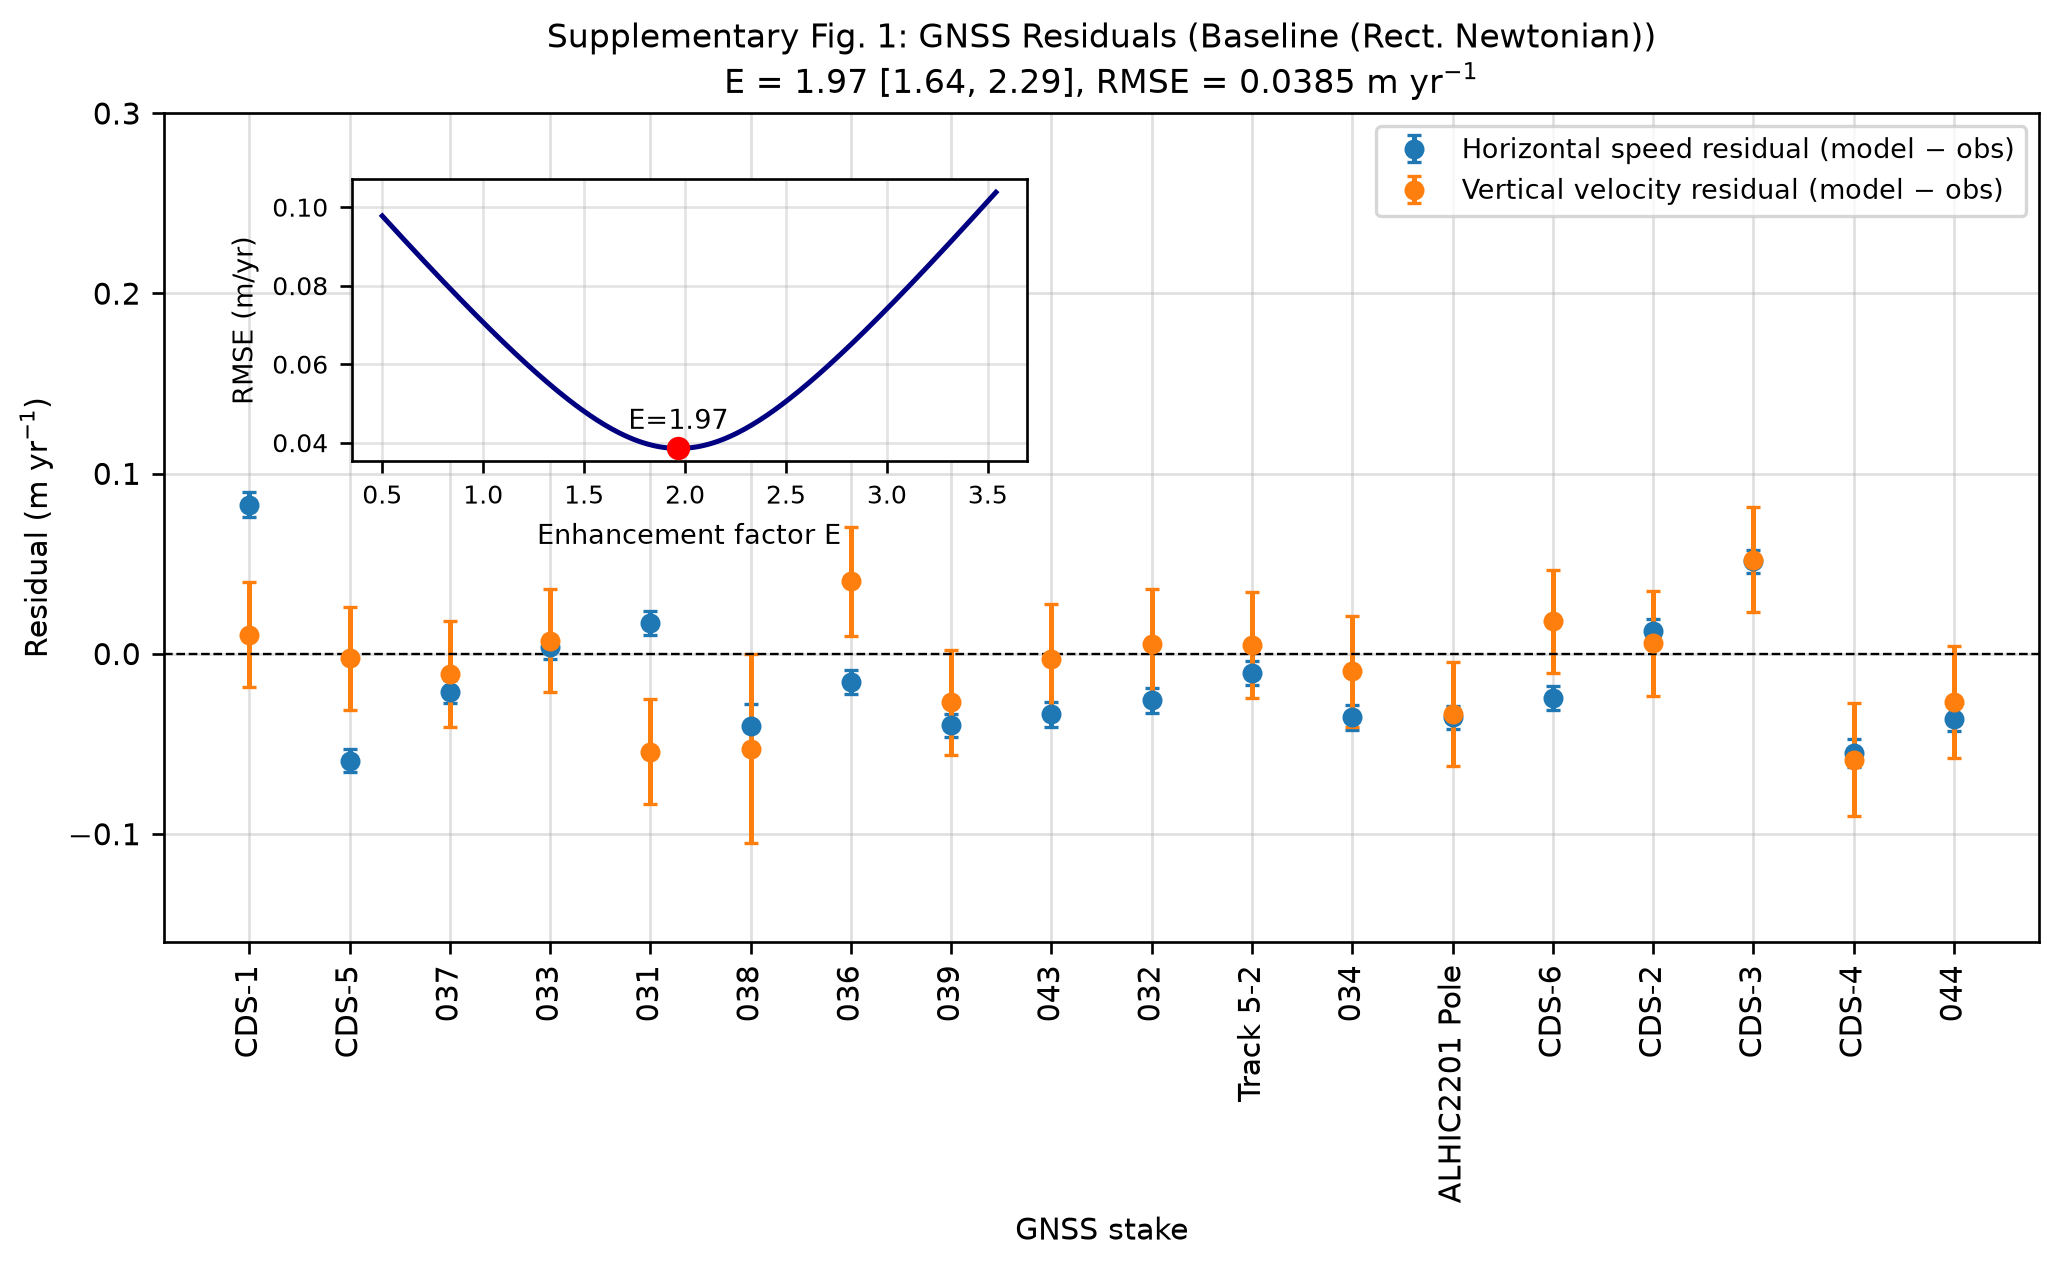 Supplementary Fig. 1: GNSS Residuals (Baseline (Rect. Newtonian))
E = 1.97 [1.64, 2.29], RMSE = 0.0385 m yr⁻¹
Horizontal speed residual (model − obs)
Vertical velocity residual (model − obs)
Residual (m yr⁻¹)
0.3
0.2
0.1
0.0
−0.1
RMSE (m/yr)
0.10
0.08
0.06
0.04
E=1.97
0.5 1.0 1.5 2.0 2.5 3.0 3.5
Enhancement factor E
CDS-1
CDS-5
037
033
031
038
036
039
043
032
Track 5-2
034
ALHIC2201 Pole
CDS-6
CDS-2
CDS-3
CDS-4
044
GNSS stake